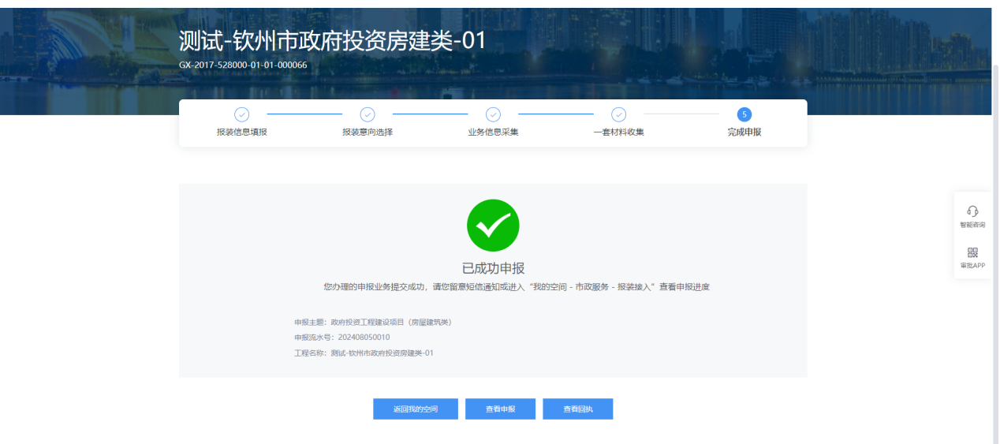 测试-钦州市政府投资房建类-01
GX-2017-528000-01-01-000066
报装信息填报 报装意向选择 业务信息采集 一套材料收集 5 完成申报
已成功申报
您办理的申报业务提交成功，请您留意短信通知或进入“我的空间 - 市政服务 - 报装接入”查看申报进度
申报主题：政府投资工程建设项目（房屋建筑类）
申报流水号：202408050010
工程名称：测试-钦州市政府投资房建类-01
返回我的空间 查看申报 查看回执
智能咨询
审批APP